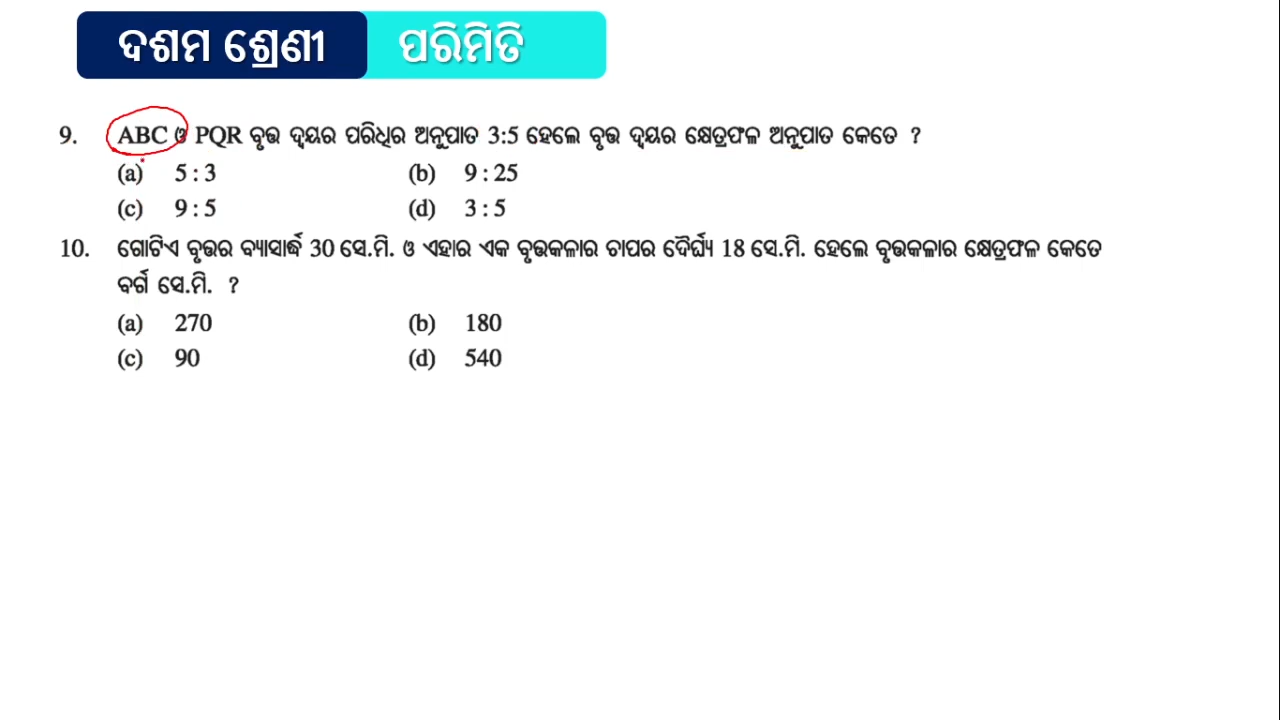 ଦଶମ ଶ୍ରେଣୀ ପରିମିତି
9. ABC ଓ PQR ବୃତ୍ତ ଦ୍ୱୟର ପରିଧିର ଅନୁପାତ 3:5 ହେଲେ ବୃତ୍ତ ଦ୍ୱୟର କ୍ଷେତ୍ରଫଳ ଅନୁପାତ କେତେ ?
(a) 5 : 3 (b) 9 : 25
(c) 9 : 5 (d) 3 : 5
10. ଗୋଟିଏ ବୃତ୍ତର ବ୍ୟାସାର୍ଦ୍ଧ 30 ସେ.ମି. ଓ ଏହାର ଏକ ବୃତ୍ତକଳାର ଚାପର ଦୈର୍ଘ୍ୟ 18 ସେ.ମି. ହେଲେ ବୃତ୍ତକଳାର କ୍ଷେତ୍ରଫଳ କେତେ
ବର୍ଗ ସେ.ମି. ?
(a) 270 (b) 180
(c) 90 (d) 540